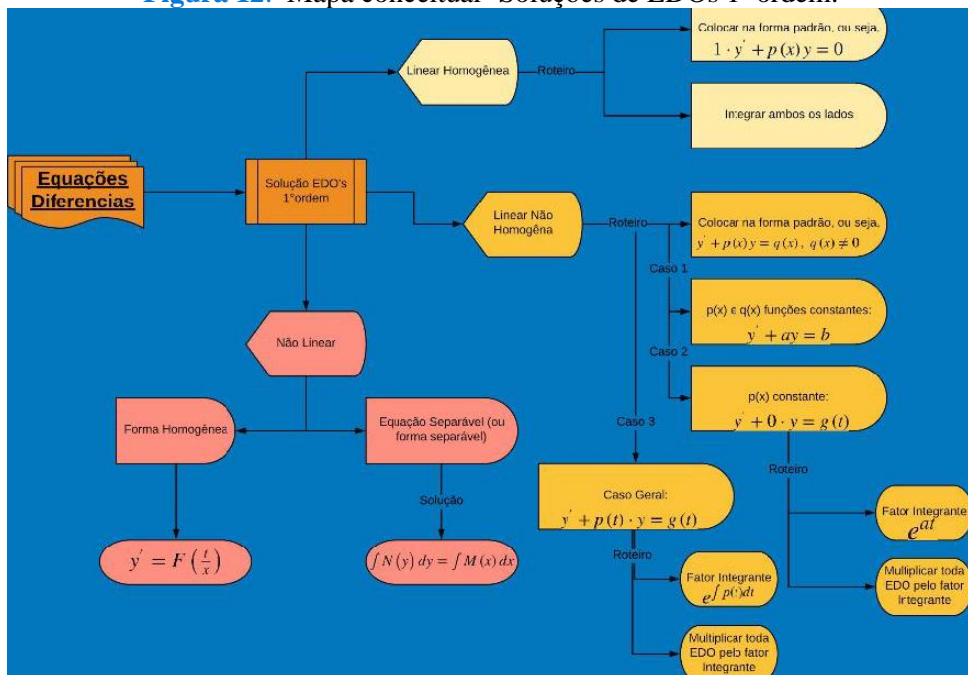 Figura 12: Mapa conceitual "Soluções de EDOs 1ª ordem.
Colocar na forma padrão, ou seja,
1 · y' + p(x) y = 0
Linear Homogênea
Roteiro
Integrar ambos os lados
Equações
Diferencias
Solução EDO's
1°ordem
Linear Não
Homogêna
Roteiro
Colocar na forma padrão, ou seja,
y' + p(x) y = q(x), q(x) ≠ 0
Caso 1
p(x) e q(x) funções constantes:
y' + ay = b
Caso 2
p(x) constante:
y' + 0 · y = g(t)
Não Linear
Forma Homogênea
Equação Separável (ou
forma separável)
Caso 3
Roteiro
Caso Geral:
y' + p(t) · y = g(t)
Solução
Fator Integrante
e^{at}
y' = F(t/x)
∫N(y) dy = ∫M(x) dx
Roteiro
Fator Integrante
e^{∫p(t)dt}
Multiplicar toda
EDO pelo fator
Integrante
Multiplicar toda
EDO pelo fator
Integrante